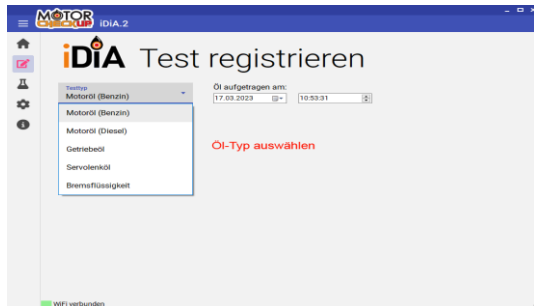 MOTOR
CHECKUP
iDiA.2
iDiA Test registrieren
Testtyp
Motoröl (Benzin)
Öl aufgetragen am:
17.03.2023
10:53:31
Motoröl (Benzin)
Motoröl (Diesel)
Getriebeöl
Servolenköl
Bremsflüssigkeit
Öl-Typ auswählen
WiFi verbunden